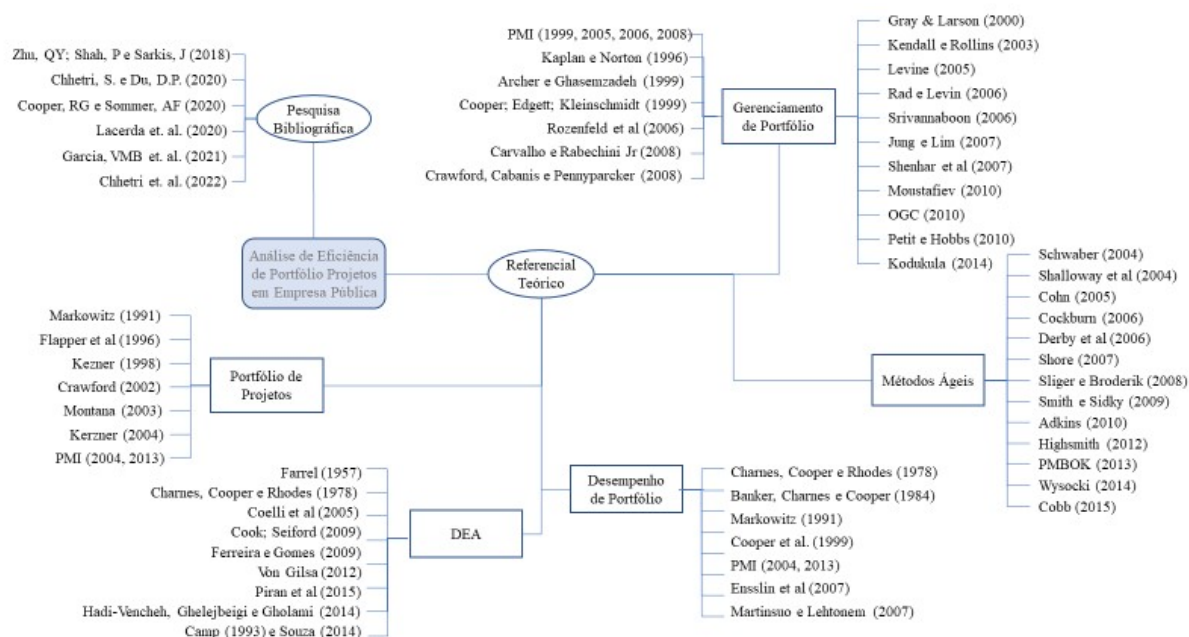 Zhu, QY; Shah, P e Sarkis, J (2018)
Chhetri, S. e Du, D.P. (2020)
Cooper, RG e Sommer, AF (2020)
Lacerda et. al. (2020)
Garcia, VMB et. al. (2021)
Chhetri et. al. (2022)
Pesquisa
Bibliográfica
PMI (1999, 2005, 2006, 2008)
Kaplan e Norton (1996)
Archer e Ghasemzadeh (1999)
Cooper; Edgett; Kleinschmidt (1999)
Rozenfeld et al (2006)
Carvalho e Rabechini Jr (2008)
Crawford, Cabanis e Pennyparcker (2008)
Gerenciamento
de Portfólio
Gray & Larson (2000)
Kendall e Rollins (2003)
Levine (2005)
Rad e Levin (2006)
Srivannaboon (2006)
Jung e Lim (2007)
Shenhar et al (2007)
Moustafiev (2010)
OGC (2010)
Petit e Hobbs (2010)
Kodukula (2014)
Análise de Eficiência
de Portfólio Projetos
em Empresa Pública
Referencial
Teórico
Markowitz (1991)
Flapper et al (1996)
Kezner (1998)
Crawford (2002)
Montana (2003)
Kerzner (2004)
PMI (2004, 2013)
Portfólio de
Projetos
Métodos Ágeis
Schwaber (2004)
Shalloway et al (2004)
Cohn (2005)
Cockburn (2006)
Derby et al (2006)
Shore (2007)
Sliger e Broderik (2008)
Smith e Sidky (2009)
Adkins (2010)
Highsmith (2012)
PMBOK (2013)
Wysocki (2014)
Cobb (2015)
Farrel (1957)
Charnes, Cooper e Rhodes (1978)
Coelli et al (2005)
Cook; Seiford (2009)
Ferreira e Gomes (2009)
Von Gilsa (2012)
Piran et al (2015)
Hadi-Vencheh, Ghelejbeigi e Gholami (2014)
Camp (1993) e Souza (2014)
DEA
Desempenho
de Portfólio
Charnes, Cooper e Rhodes (1978)
Banker, Charnes e Cooper (1984)
Markowitz (1991)
Cooper et al. (1999)
PMI (2004, 2013)
Ensslin et al (2007)
Martinsuo e Lehtonem (2007)